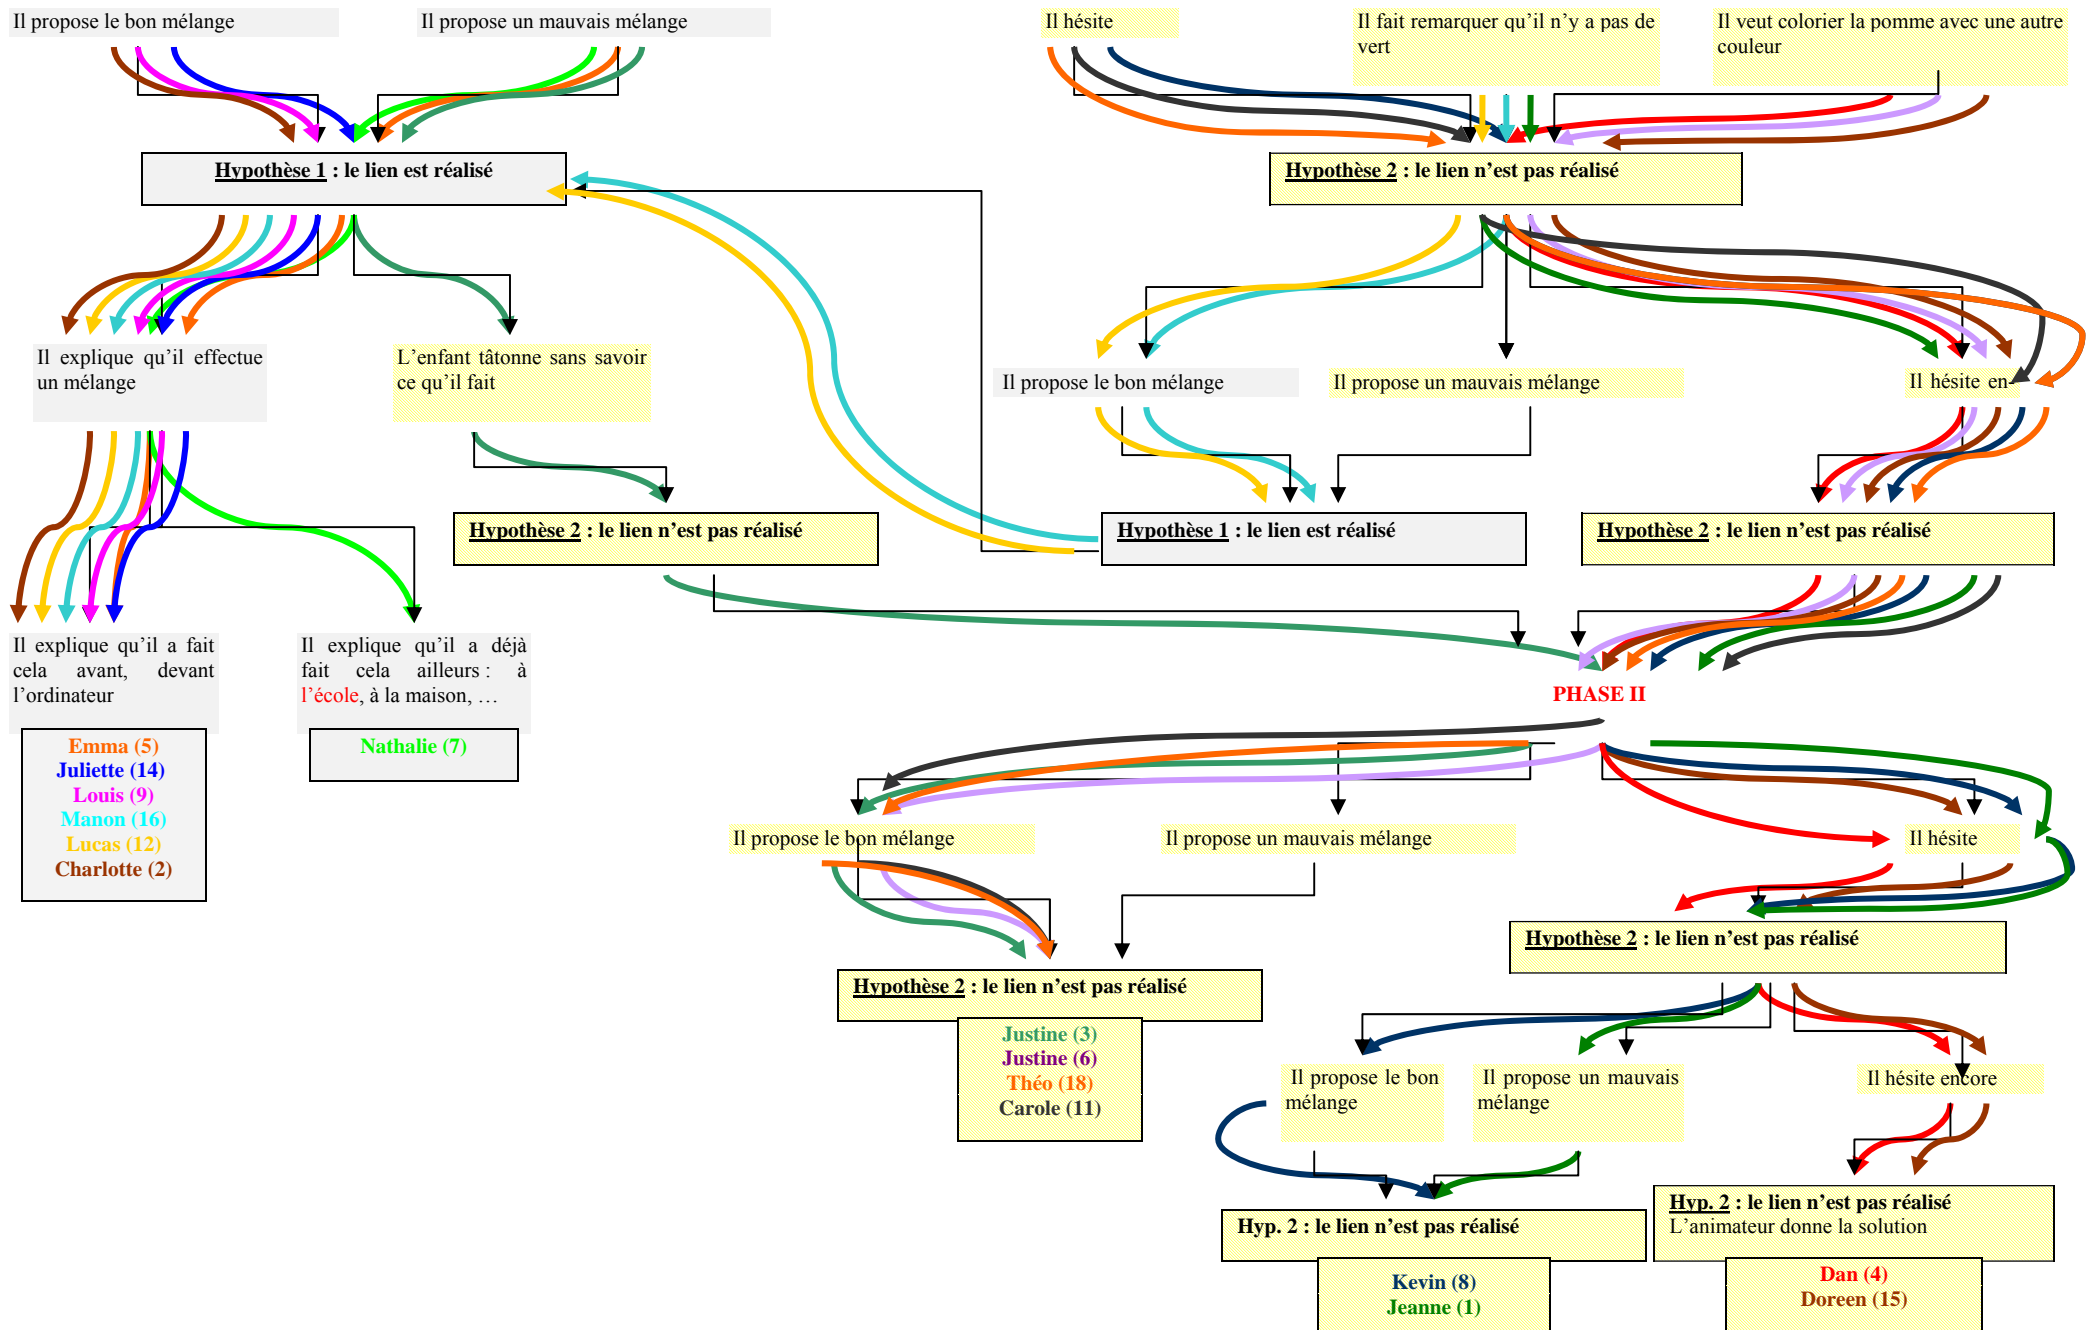 Il propose le bon mélange
Il propose un mauvais mélange
Il hésite
Il fait remarquer qu’il n’y a pas de
vert
Il veut colorier la pomme avec une autre
couleur
Hypothèse 1 : le lien est réalisé
Hypothèse 2 : le lien n'est pas réalisé
Il explique qu’il effectue
un mélange
L’enfant tâtonne sans savoir
ce qu’il fait
Il propose le bon mélange
Il propose un mauvais mélange
Il hésite en-
Hypothèse 2 : le lien n'est pas réalisé
Hypothèse 1 : le lien est réalisé
Hypothèse 2 : le lien n'est pas réalisé
Il explique qu’il a fait
cela avant, devant
l’ordinateur
Il explique qu’il a déjà
fait cela ailleurs : à
l’école, à la maison, …
PHASE II
Emma (5)
Juliette (14)
Louis (9)
Manon (16)
Lucas (12)
Charlotte (2)
Nathalie (7)
Il propose le bon mélange
Il propose un mauvais mélange
Il hésite
Hypothèse 2 : le lien n'est pas réalisé
Hypothèse 2 : le lien n'est pas réalisé
Justine (3)
Justine (6)
Théo (18)
Carole (11)
Il propose le bon
mélange
Il propose un mauvais
mélange
Il hésite encore
Hyp. 2 : le lien n’est pas réalisé
Hyp. 2 : le lien n’est pas réalisé
L’animateur donne la solution
Kevin (8)
Jeanne (1)
Dan (4)
Doreen (15)